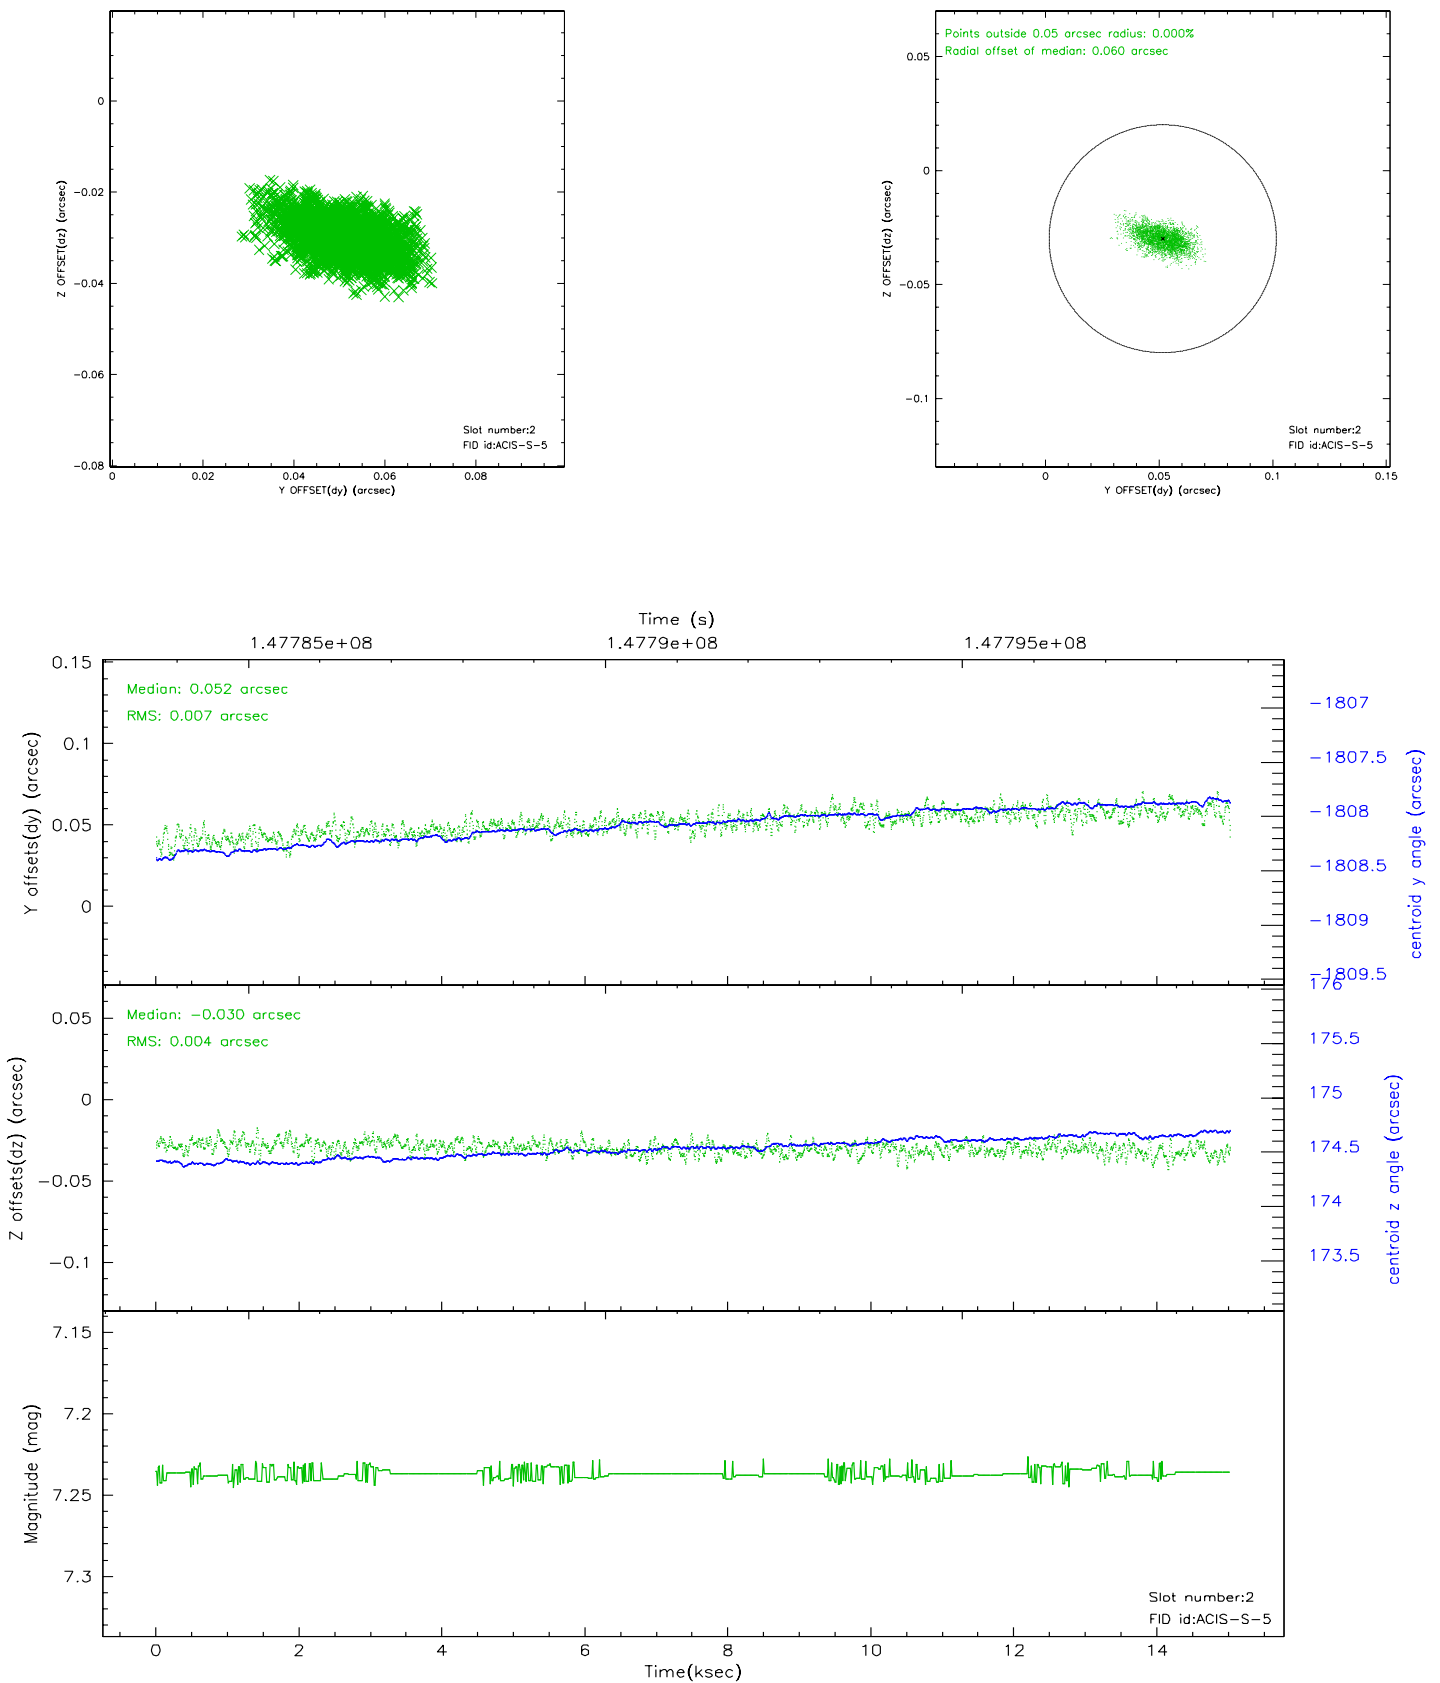 0
−0.02
−0.04
−0.06
−0.08
0
0.02
0.04
0.06
0.08
Z OFFSET(dz) (arcsec)
Y OFFSET(dy) (arcsec)
Slot number:2
FID id:ACIS−S−5
Points outside 0.05 arcsec radius: 0.000%
Radial offset of median: 0.060 arcsec
0.05
0
−0.05
−0.1
0
0.05
0.1
0.15
Z OFFSET(dz) (arcsec)
Y OFFSET(dy) (arcsec)
Slot number:2
FID id:ACIS−S−5
Time (s)
1.47785e+08
1.4779e+08
1.47795e+08
Median: 0.052 arcsec
RMS: 0.007 arcsec
0.15
0.1
0.05
0
Y offsets(dy) (arcsec)
−1807
−1807.5
−1808
−1808.5
−1809
−1809.5
centroid y angle (arcsec)
Median: −0.030 arcsec
RMS: 0.004 arcsec
0.05
0
−0.05
−0.1
Z offsets(dz) (arcsec)
176
175.5
175
174.5
174
173.5
centroid z angle (arcsec)
7.15
7.2
7.25
7.3
Magnitude (mag)
Slot number:2
FID id:ACIS−S−5
0
2
4
6
8
10
12
14
Time(ksec)